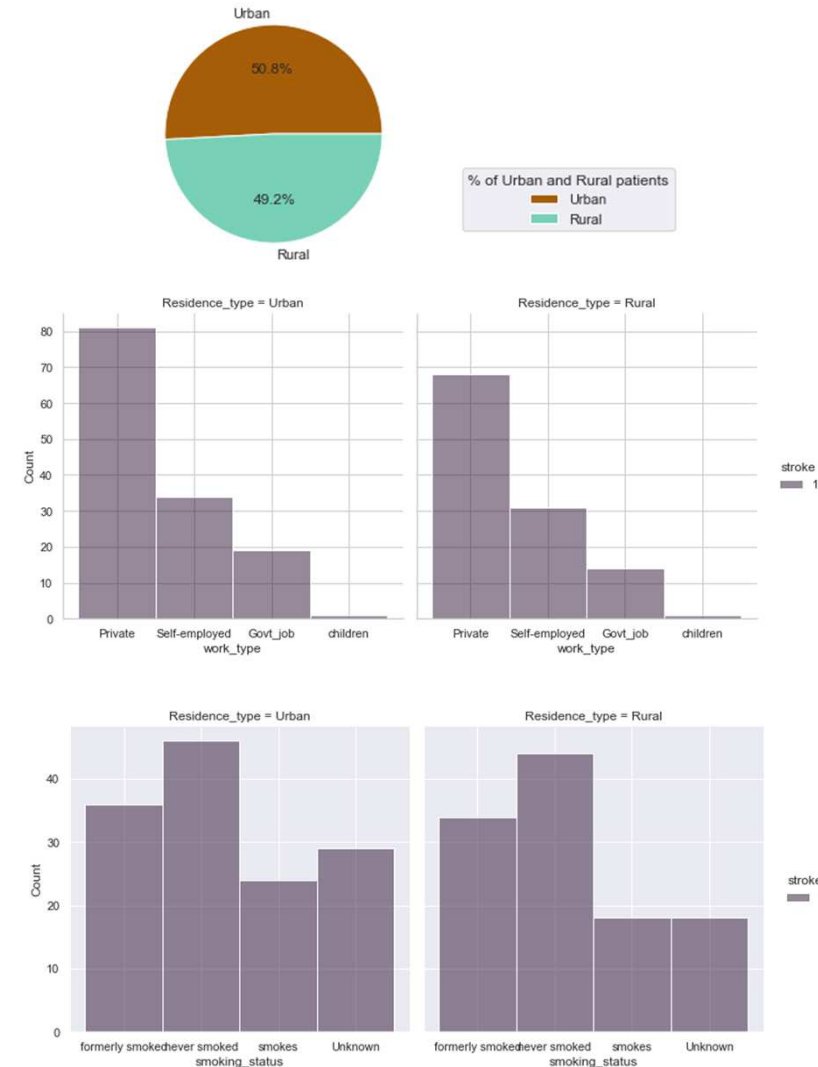 Urban
50.8%
49.2%
Rural
% of Urban and Rural patients
Urban
Rural
Residence_type = Urban
Residence_type = Rural
80
70
60
50
40
30
20
10
0
Count
Private Self-employed Govt_job children
work_type
Private Self-employed Govt_job children
work_type
stroke
1
Residence_type = Urban
Residence_type = Rural
40
30
20
10
0
Count
formerly smoked never smoked smokes Unknown
smoking_status
formerly smoked never smoked smokes Unknown
smoking_status
stroke